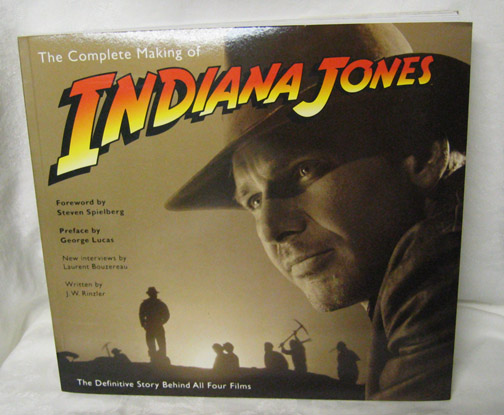 The Complete Making of
INDIANA JONES
Foreword by
Steven Spielberg
Preface by
George Lucas
New interviews by
Laurent Bouzereau
Written by
J.W. Rinzler
The Definitive Story Behind All Four Films